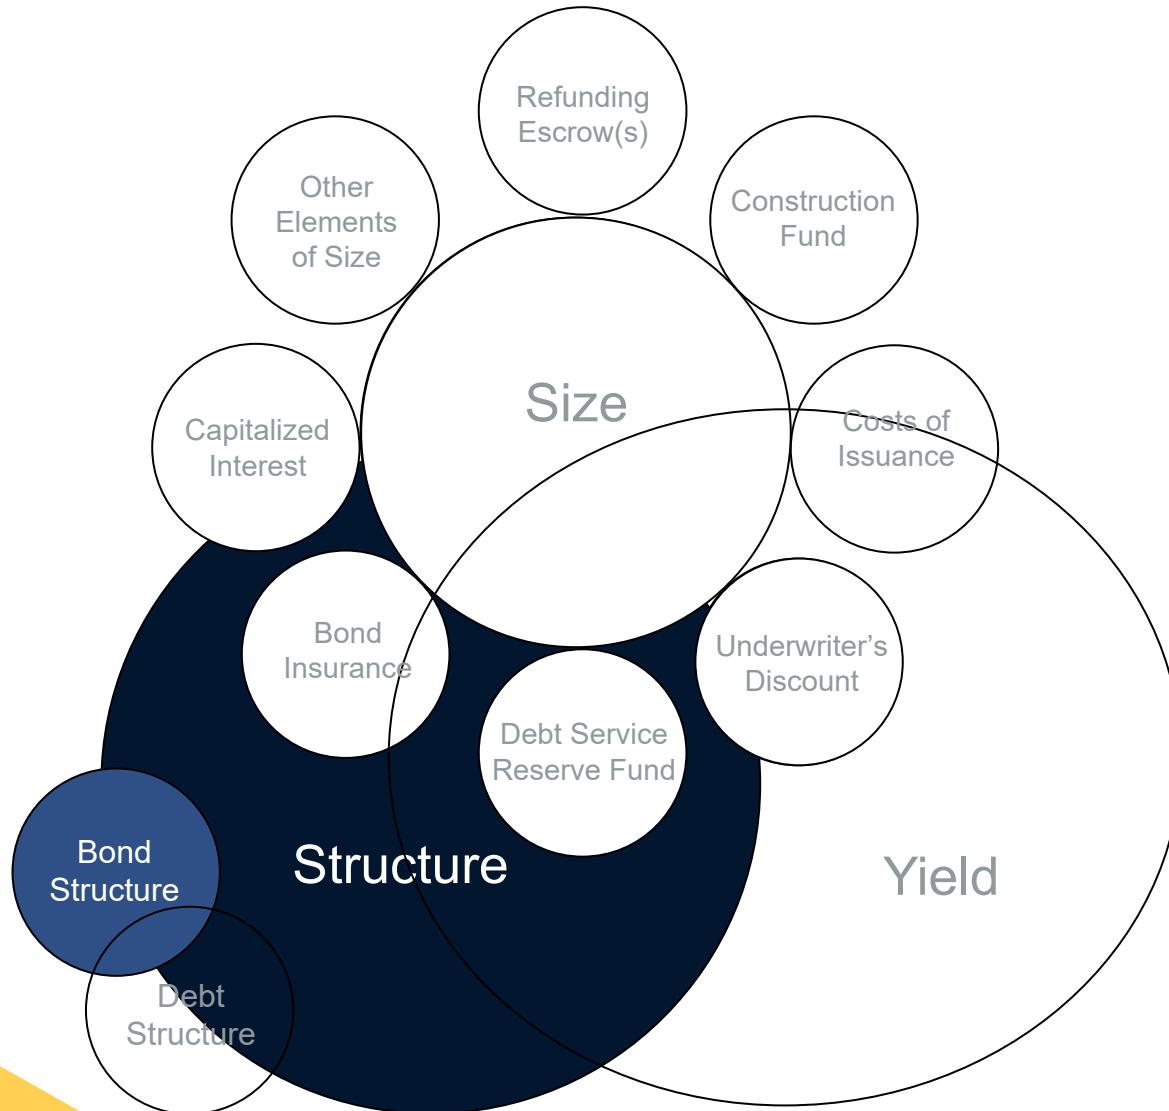 Refunding
Escrow(s)
Other
Elements
of Size
Construction
Fund
Size
Capitalized
Interest
Costs of
Issuance
Bond
Insurance
Underwriter’s
Discount
Debt Service
Reserve Fund
Bond
Structure
Structure
Yield
Debt
Structure